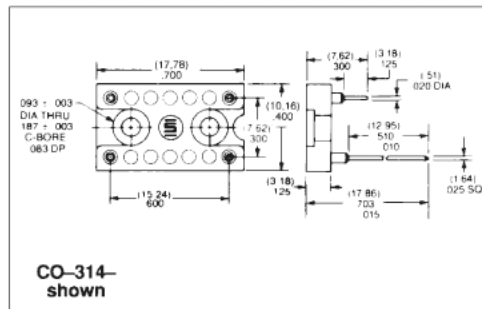 (17,78)
.700
093 ± 003
DIA THRU
187 ± 003
C-BORE
083 DP
(10,16)
.400
(7,62)
300
(15 24)
600
(7,62)
300
(3 18)
125
( 51)
020 DIA
(12 95)
510
010
(1 64)
025 SQ
(3 18)
125
(17 86)
703
015
CO–314–
shown